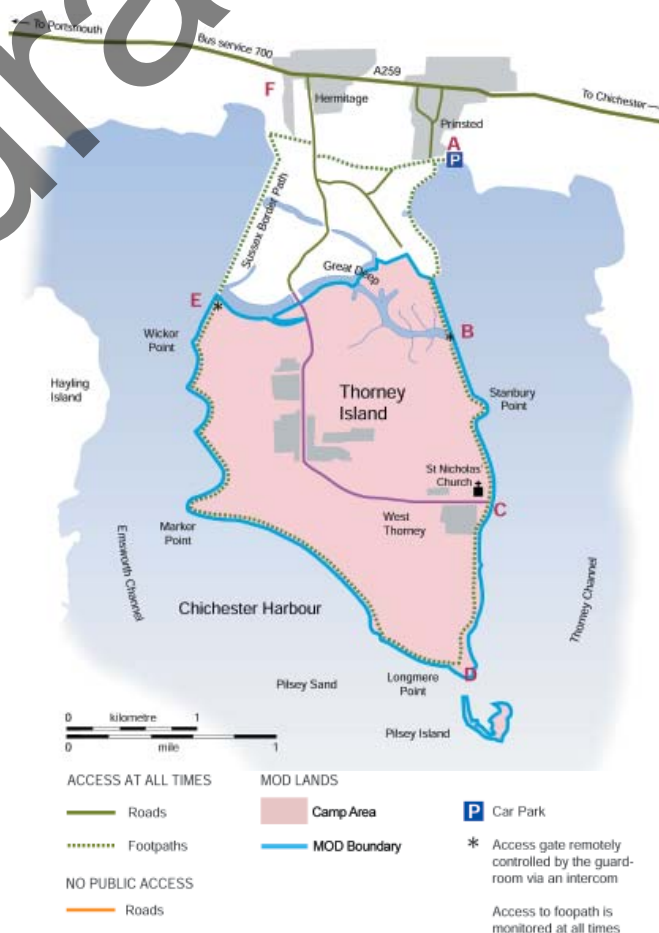 To Portsmouth
Bus service 700
A259
To Chichester
F
Hermitage
Prinsted
A
P
Sussex Border Path
Great Deep
E
B
Wickor
Point
Hayling
Island
Thorney
Island
Stanbury
Point
St Nicholas'
Church
C
West
Thorney
Marker
Point
Emsworth Channel
Thorney Channel
Chichester Harbour
D
Longmere
Point
Pilsey Sand
Pilsey Island
0 kilometre 1
0 mile 1
ACCESS AT ALL TIMES
Roads
Footpaths
NO PUBLIC ACCESS
Roads
MOD LANDS
Camp Area
MOD Boundary
P Car Park
* Access gate remotely
controlled by the guard-
room via an intercom
Access to foopath is
monitored at all times